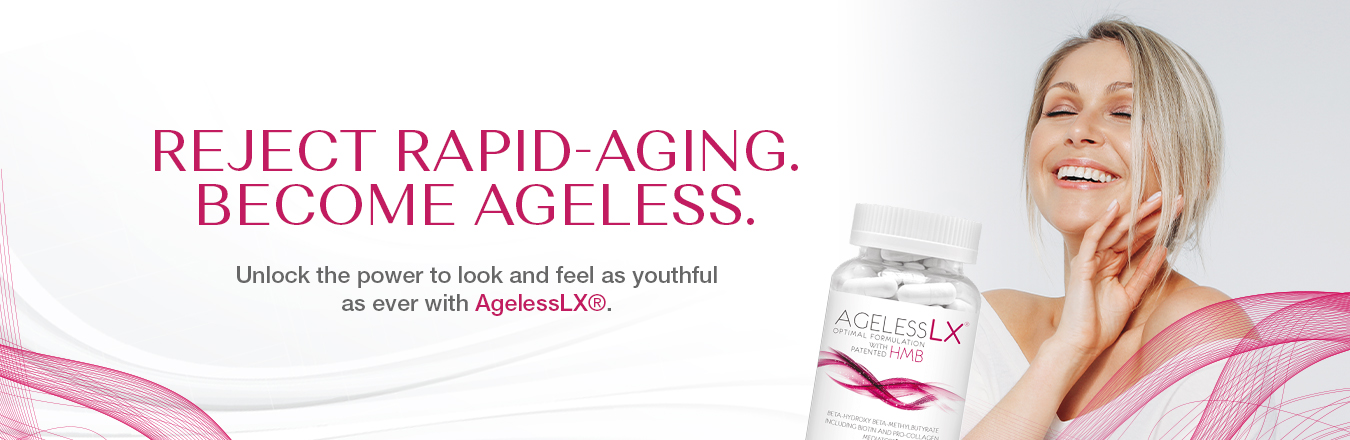 REJECT RAPID-AGING.
BECOME AGELESS.
Unlock the power to look and feel as youthful
as ever with AgelessLX®.
AGELESSLX®
OPTIMAL FORMULATION
WITH
PATENTED HMB
BETA-HYDROXY BETA-METHYLBUTYRATE
INCLUDING BIOTIN AND PRO-COLLAGEN